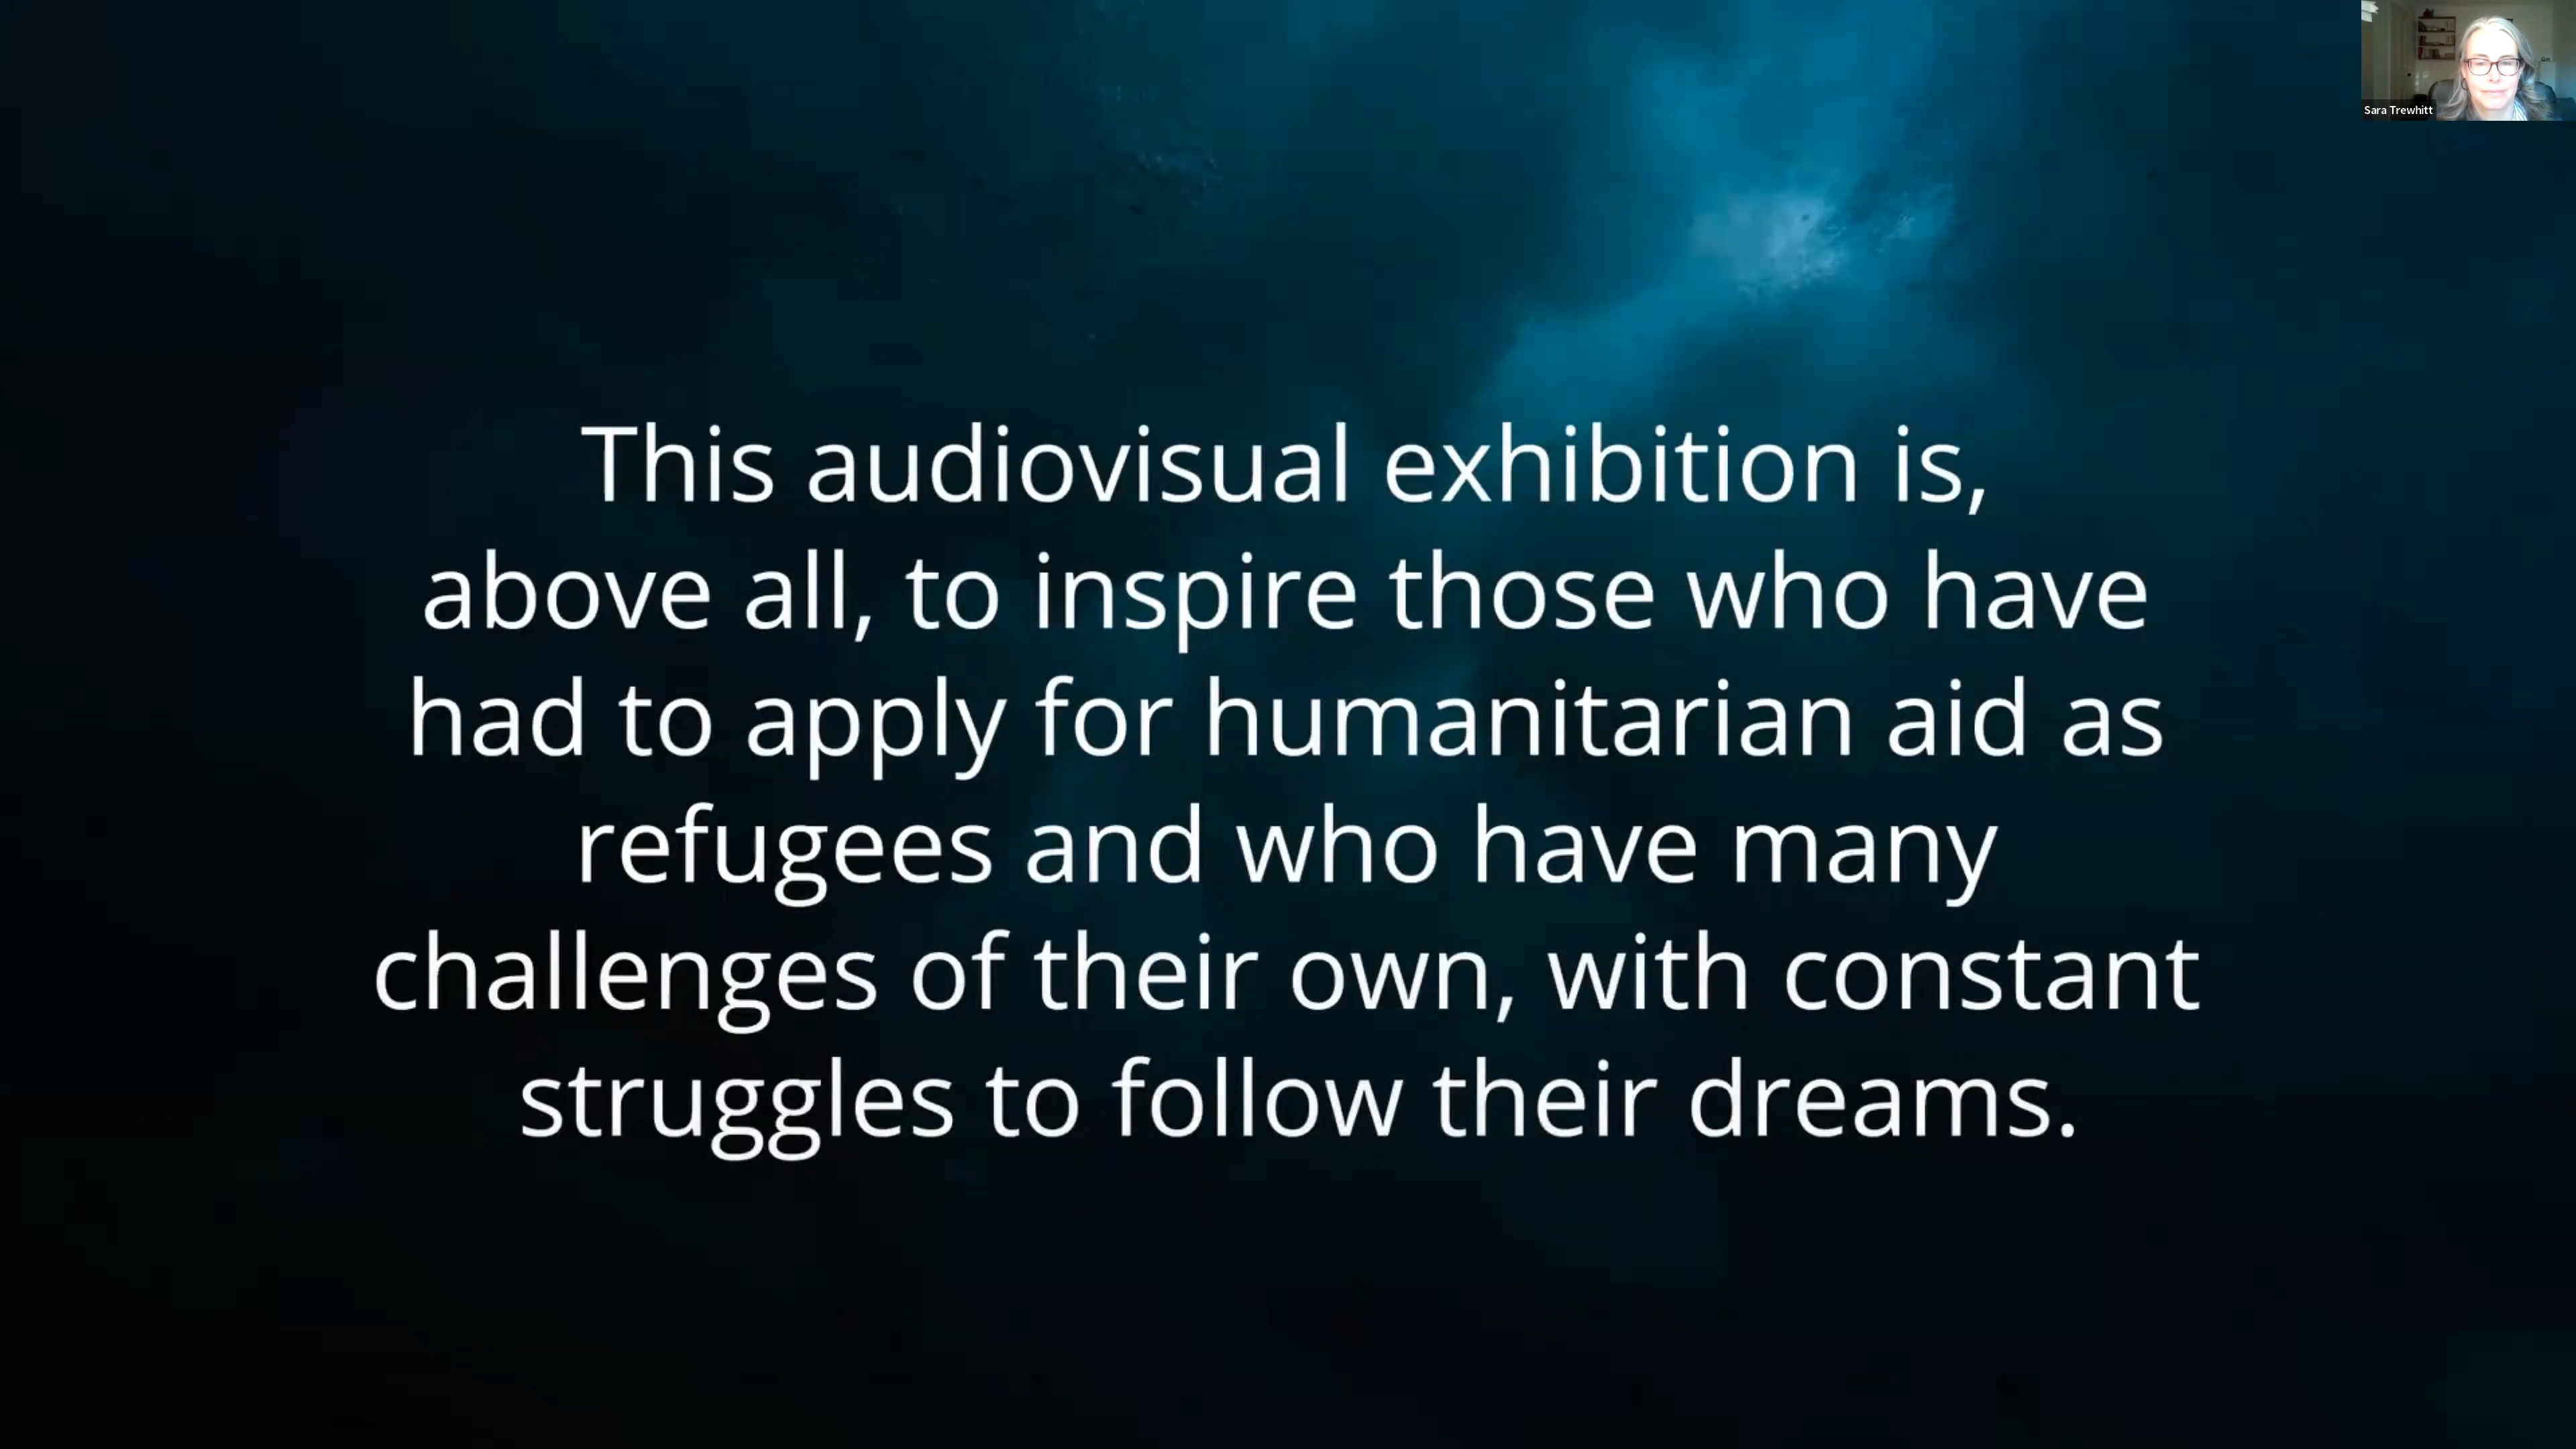 Sara Trewhitt
This audiovisual exhibition is,
above all, to inspire those who have
had to apply for humanitarian aid as
refugees and who have many
challenges of their own, with constant
struggles to follow their dreams.